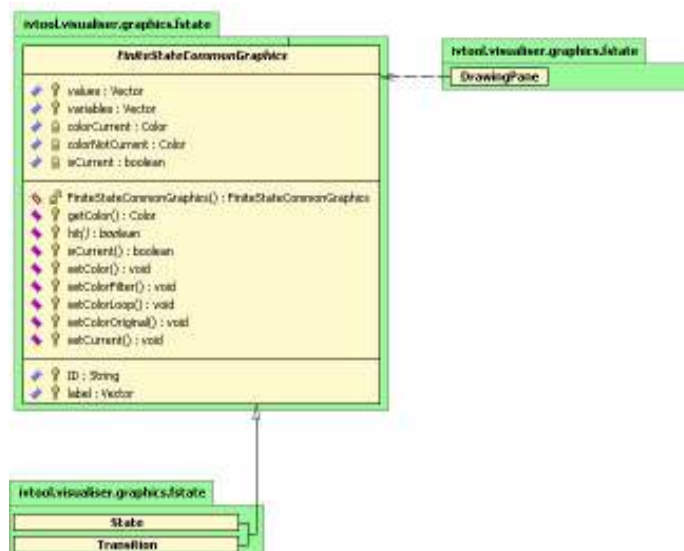 ivtool.visualiser.graphics.fstate
FiniteStateCommonGraphics
values : Vector
variables : Vector
colorCurrent : Color
colorNotCurrent : Color
isCurrent : boolean
FiniteStateCommonGraphics() : FiniteStateCommonGraphics
getColor() : Color
hit() : boolean
isCurrent() : boolean
setColor() : void
setColorFilter() : void
setColorLoop() : void
setColorOriginal() : void
setCurrent() : void
ID : String
label : Vector
ivtool.visualiser.graphics.fstate
DrawingPane
ivtool.visualiser.graphics.fstate
State
Transition